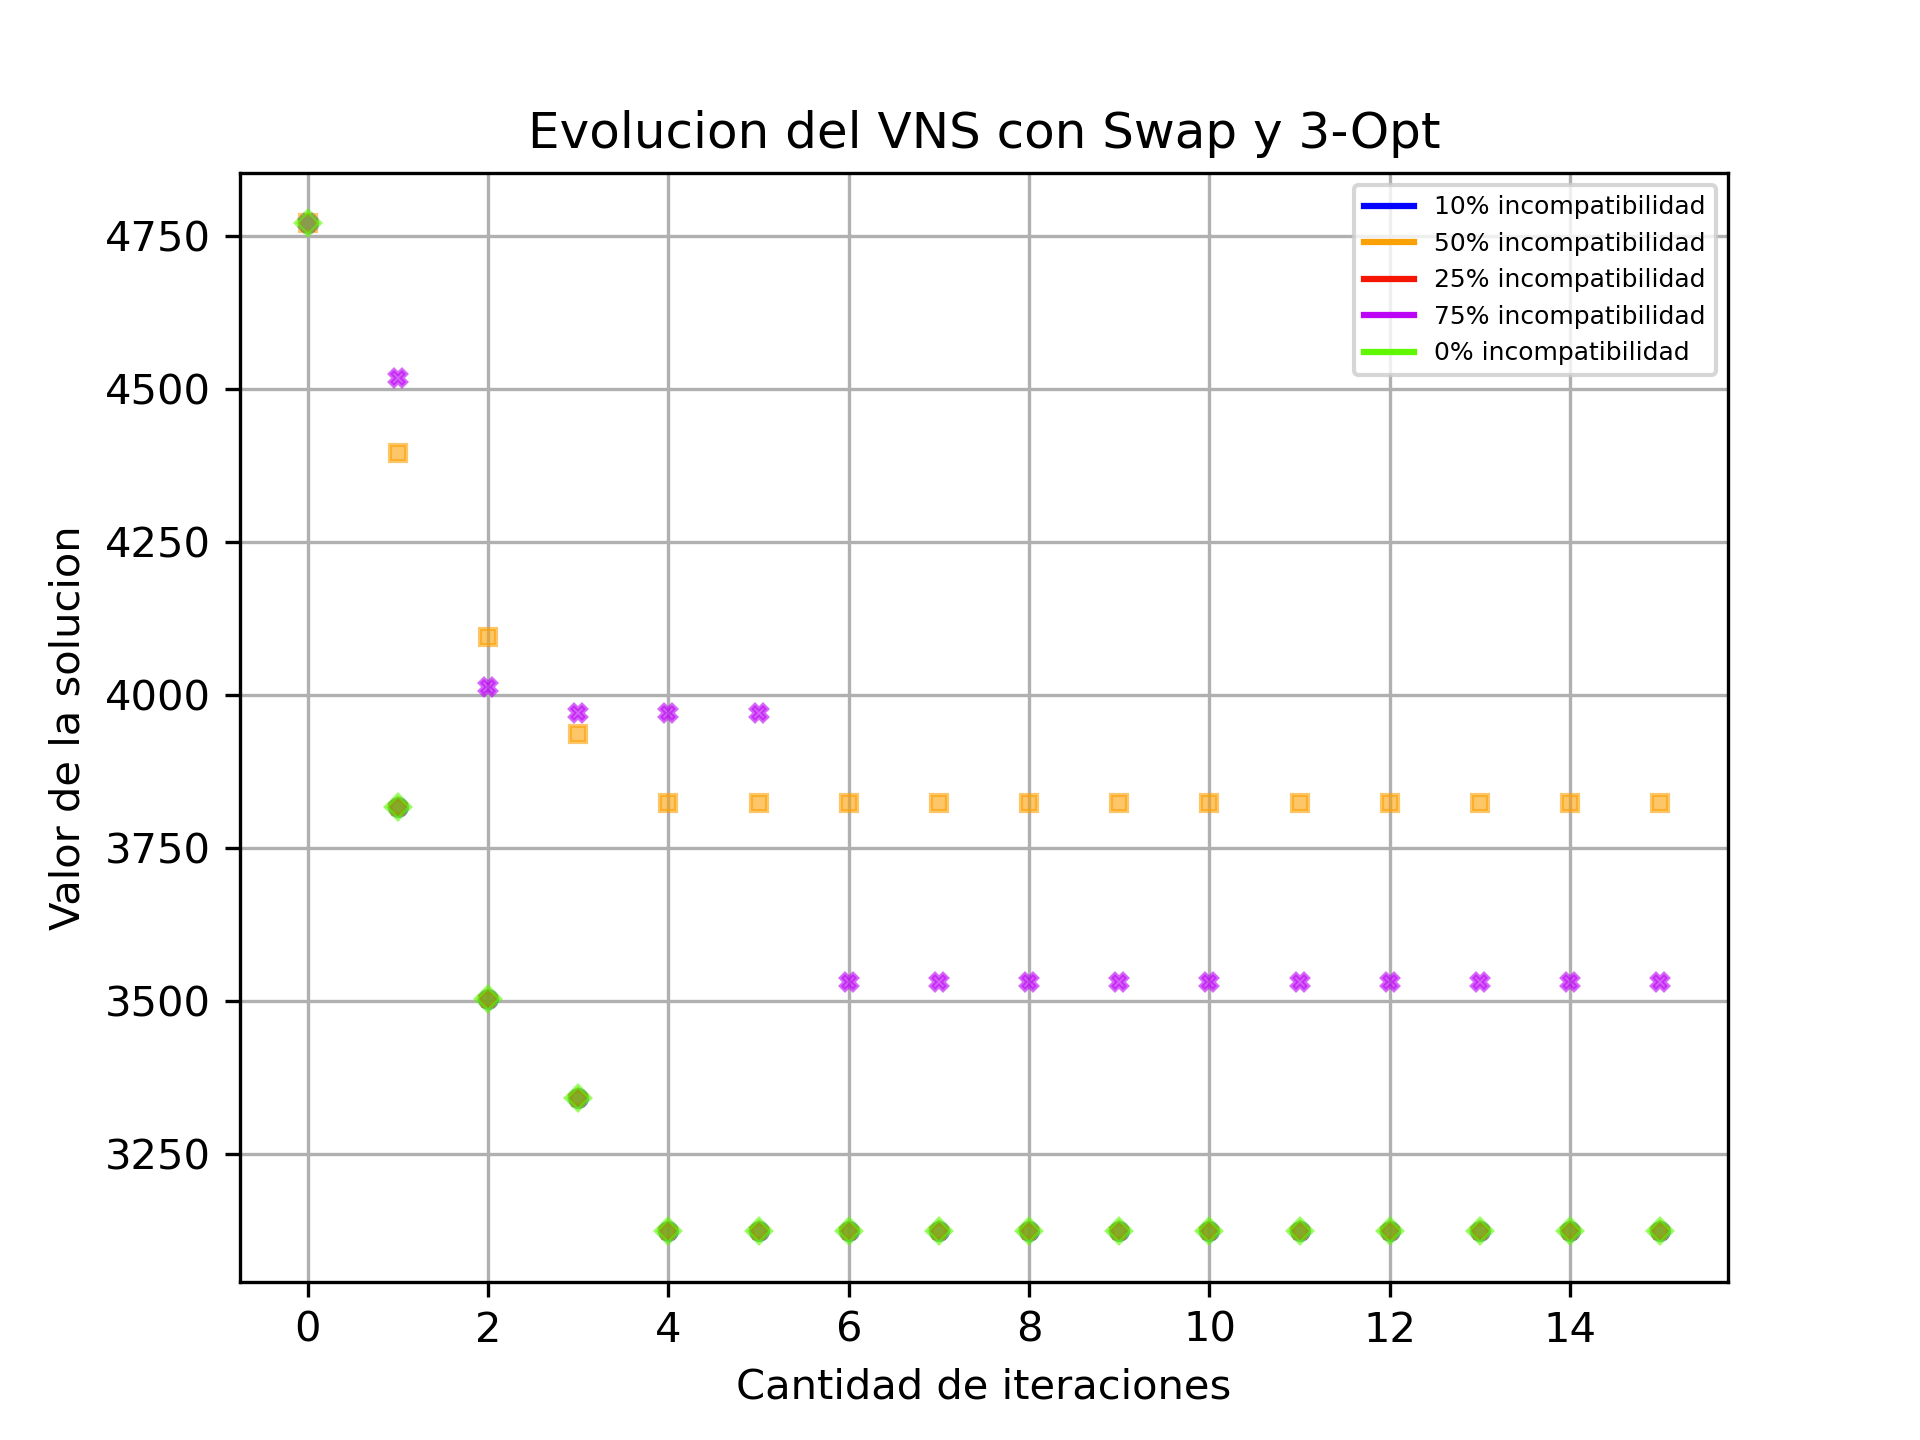 Evolucion del VNS con Swap y 3-Opt
10% incompatibilidad
50% incompatibilidad
25% incompatibilidad
75% incompatibilidad
0% incompatibilidad
Valor de la solucion
4750
4500
4250
4000
3750
3500
3250
0 2 4 6 8 10 12 14
Cantidad de iteraciones